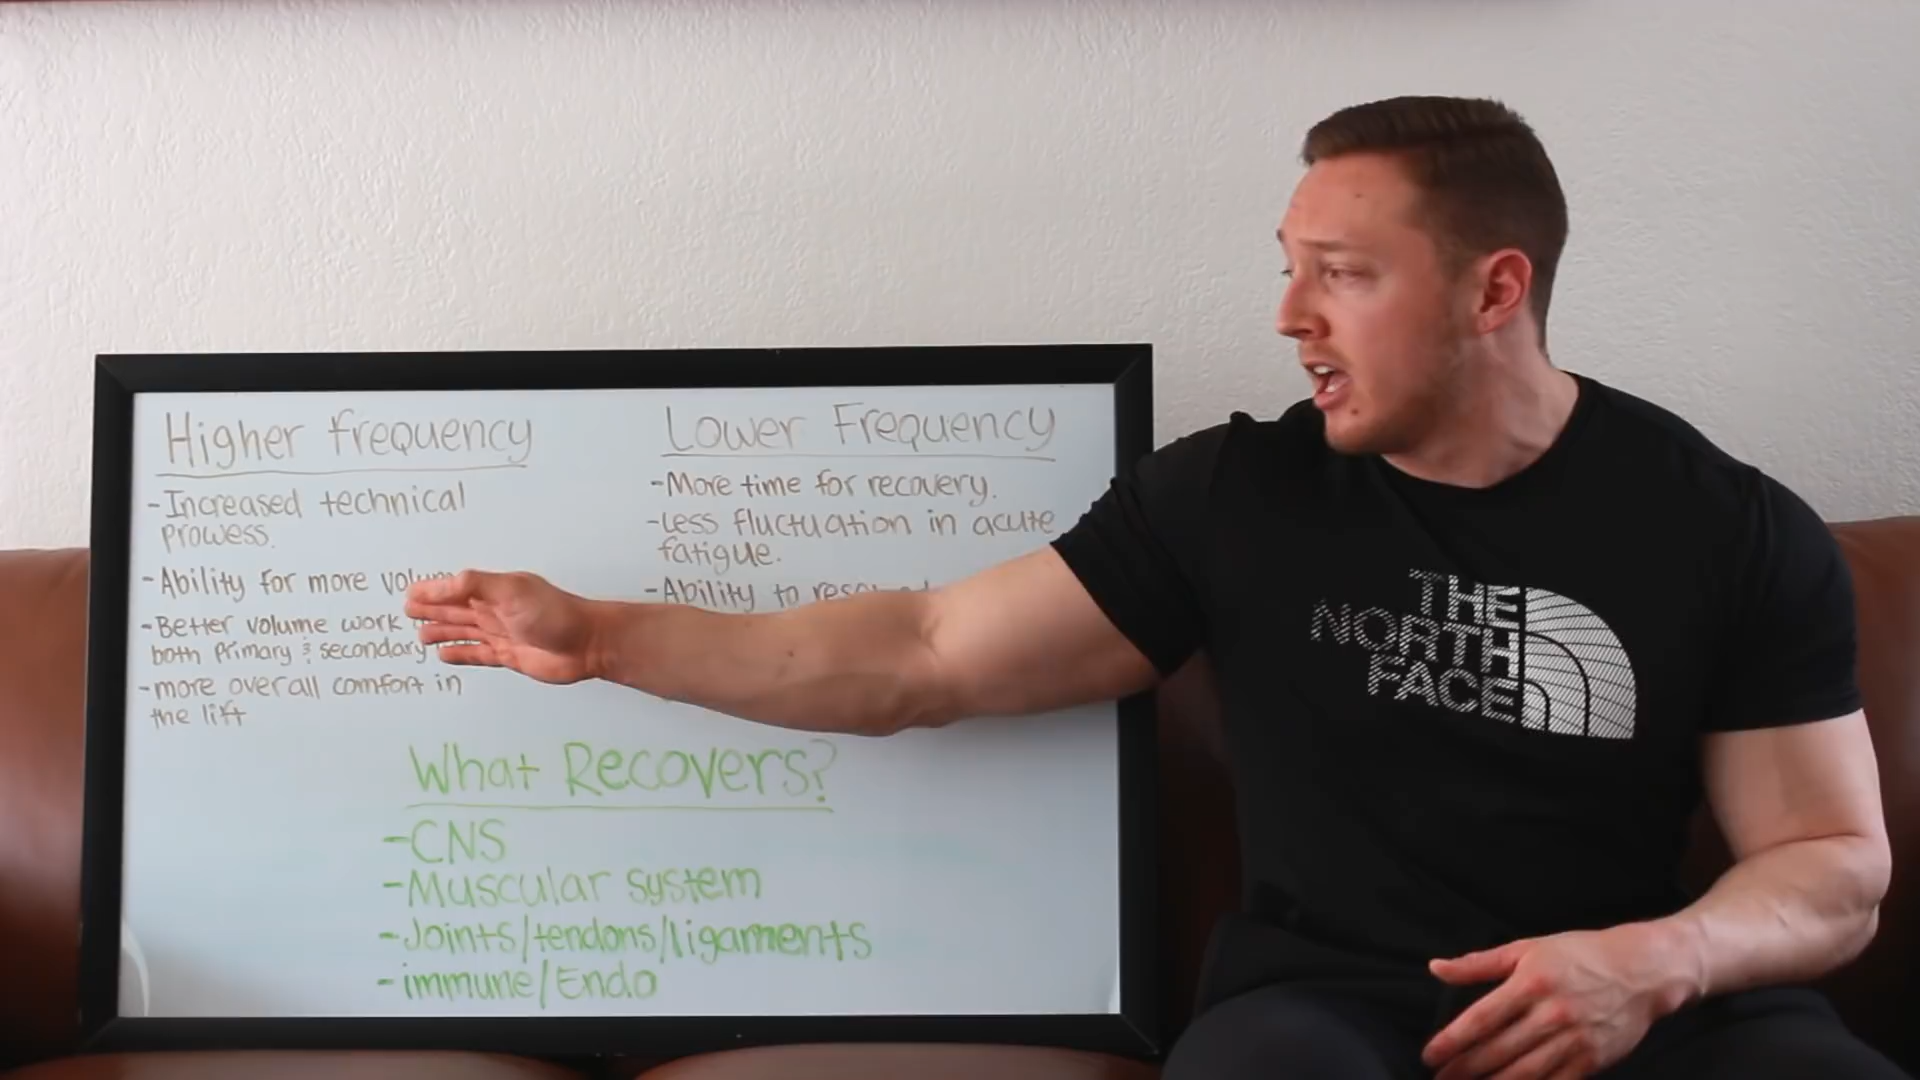 Higher frequency
-Increased technical
prowess.
-Ability for more
-Better volume work
both Primary & secondary
-more overall comfort in
the lift
Lower Frequency
-More time for recovery.
-Less fluctuation in acute
fatigue.
-Ability to
What Recovers?
-CNS
-Muscular system
-Joints/tendons/ligaments
-immune/Endo
THE
NORTH
FACE